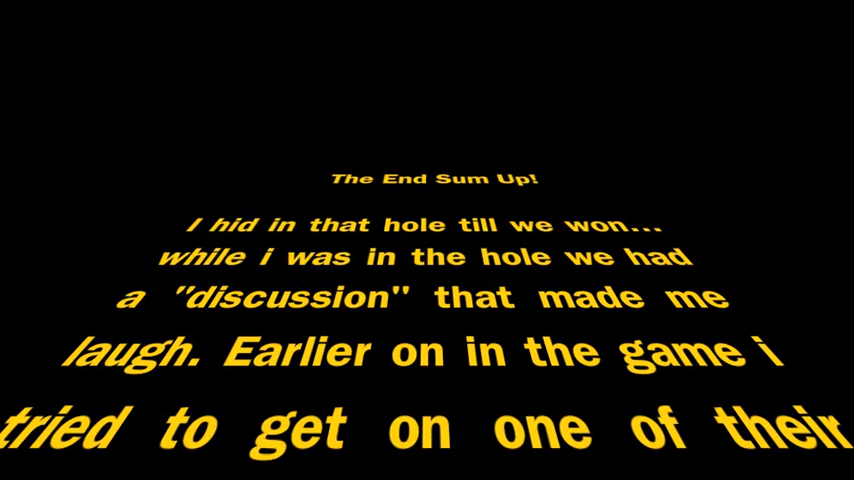 The End Sum Up!
I hid in that hole till we won...
while i was in the hole we had
a "discussion" that made me
laugh. Earlier on in the game i
tried to get on one of their